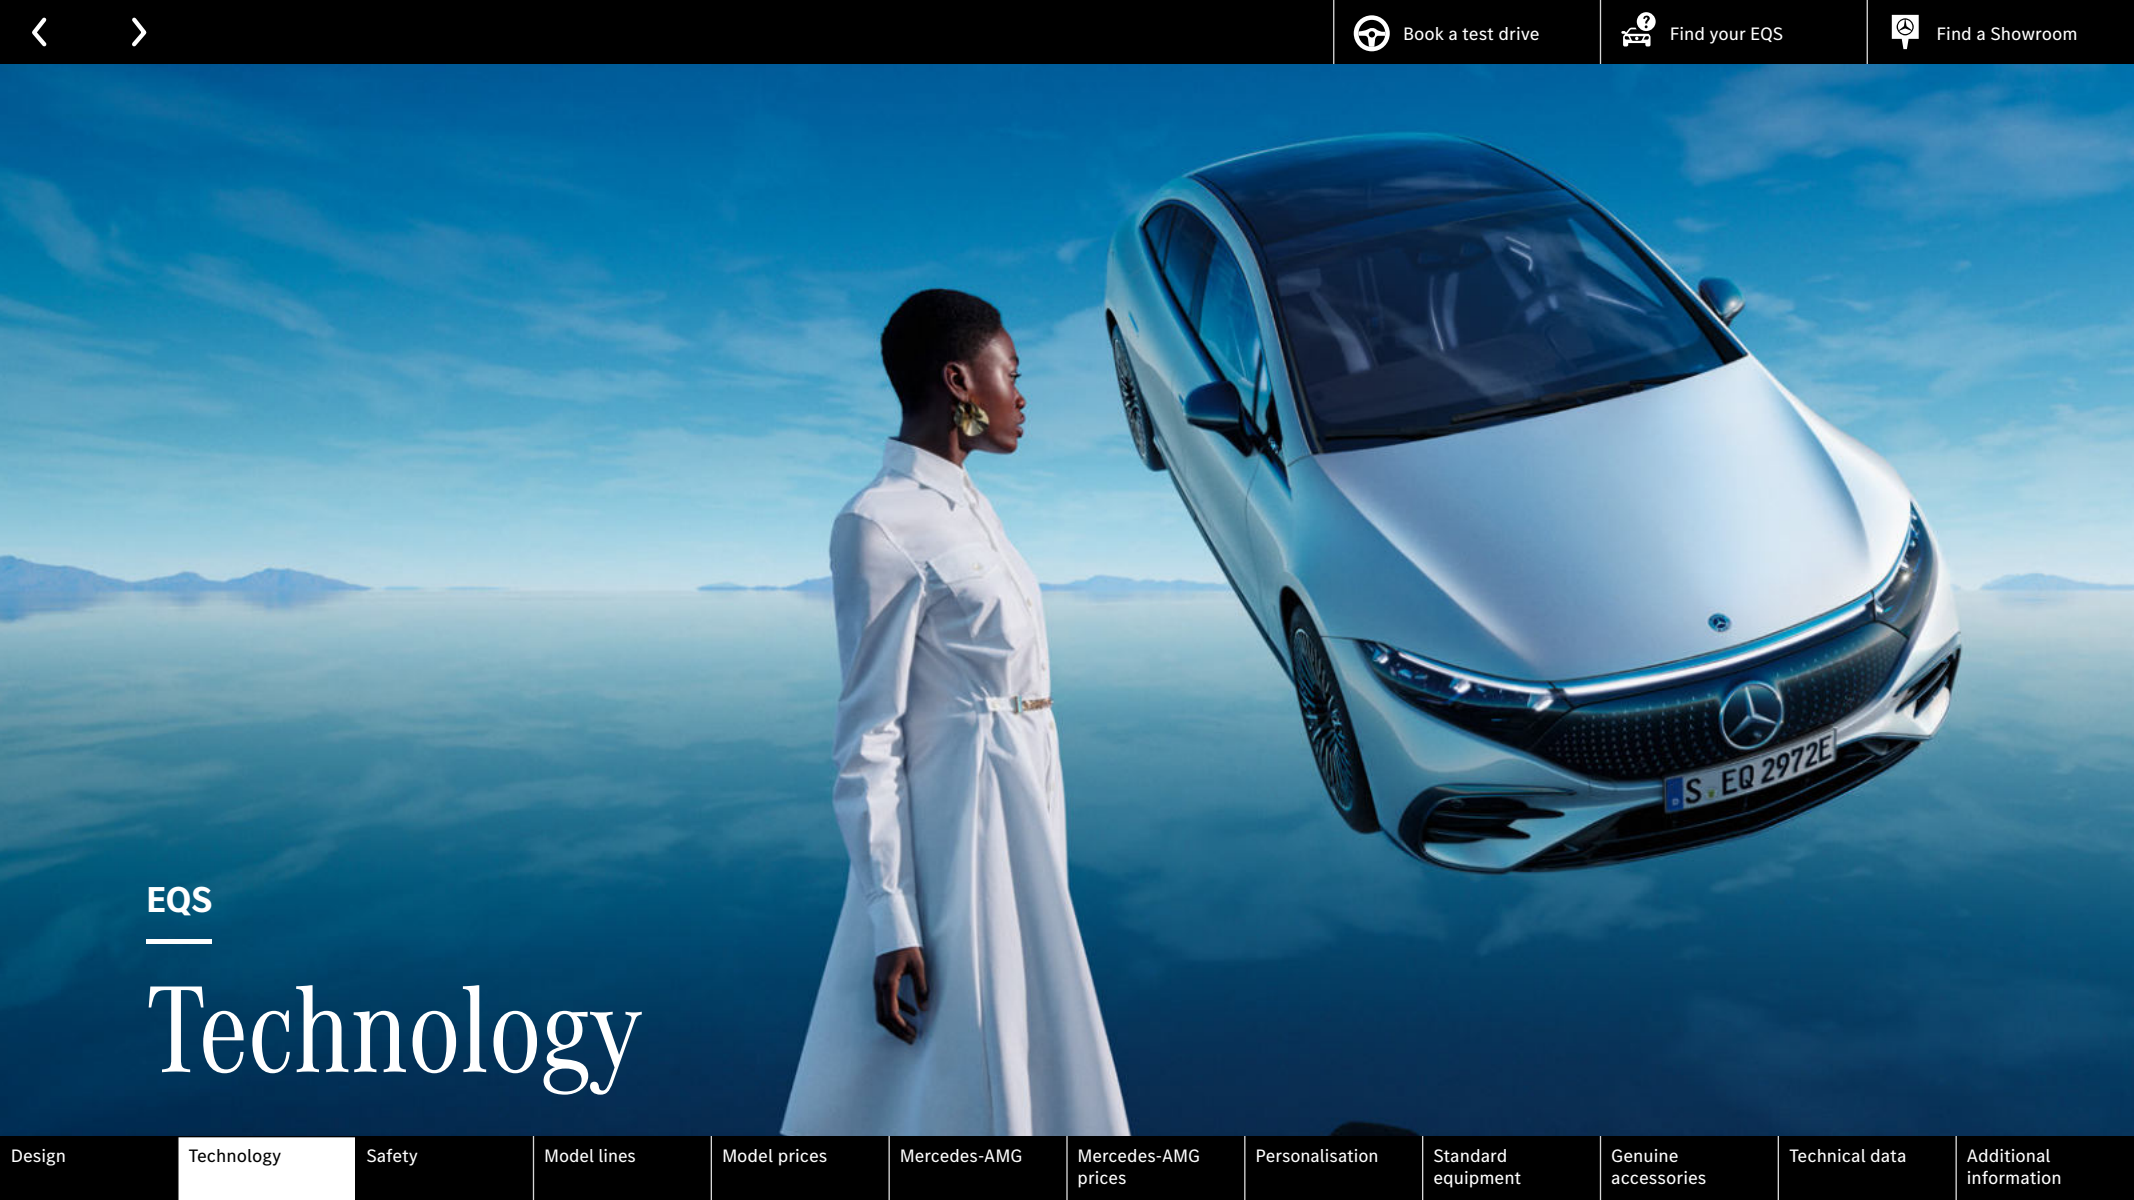 Book a test drive
Find your EQS
Find a Showroom
S EQ 2972E
EQS
Technology
Design
Technology
Safety
Model lines
Model prices
Mercedes-AMG
Mercedes-AMG
prices
Personalisation
Standard
equipment
Genuine
accessories
Technical data
Additional
information